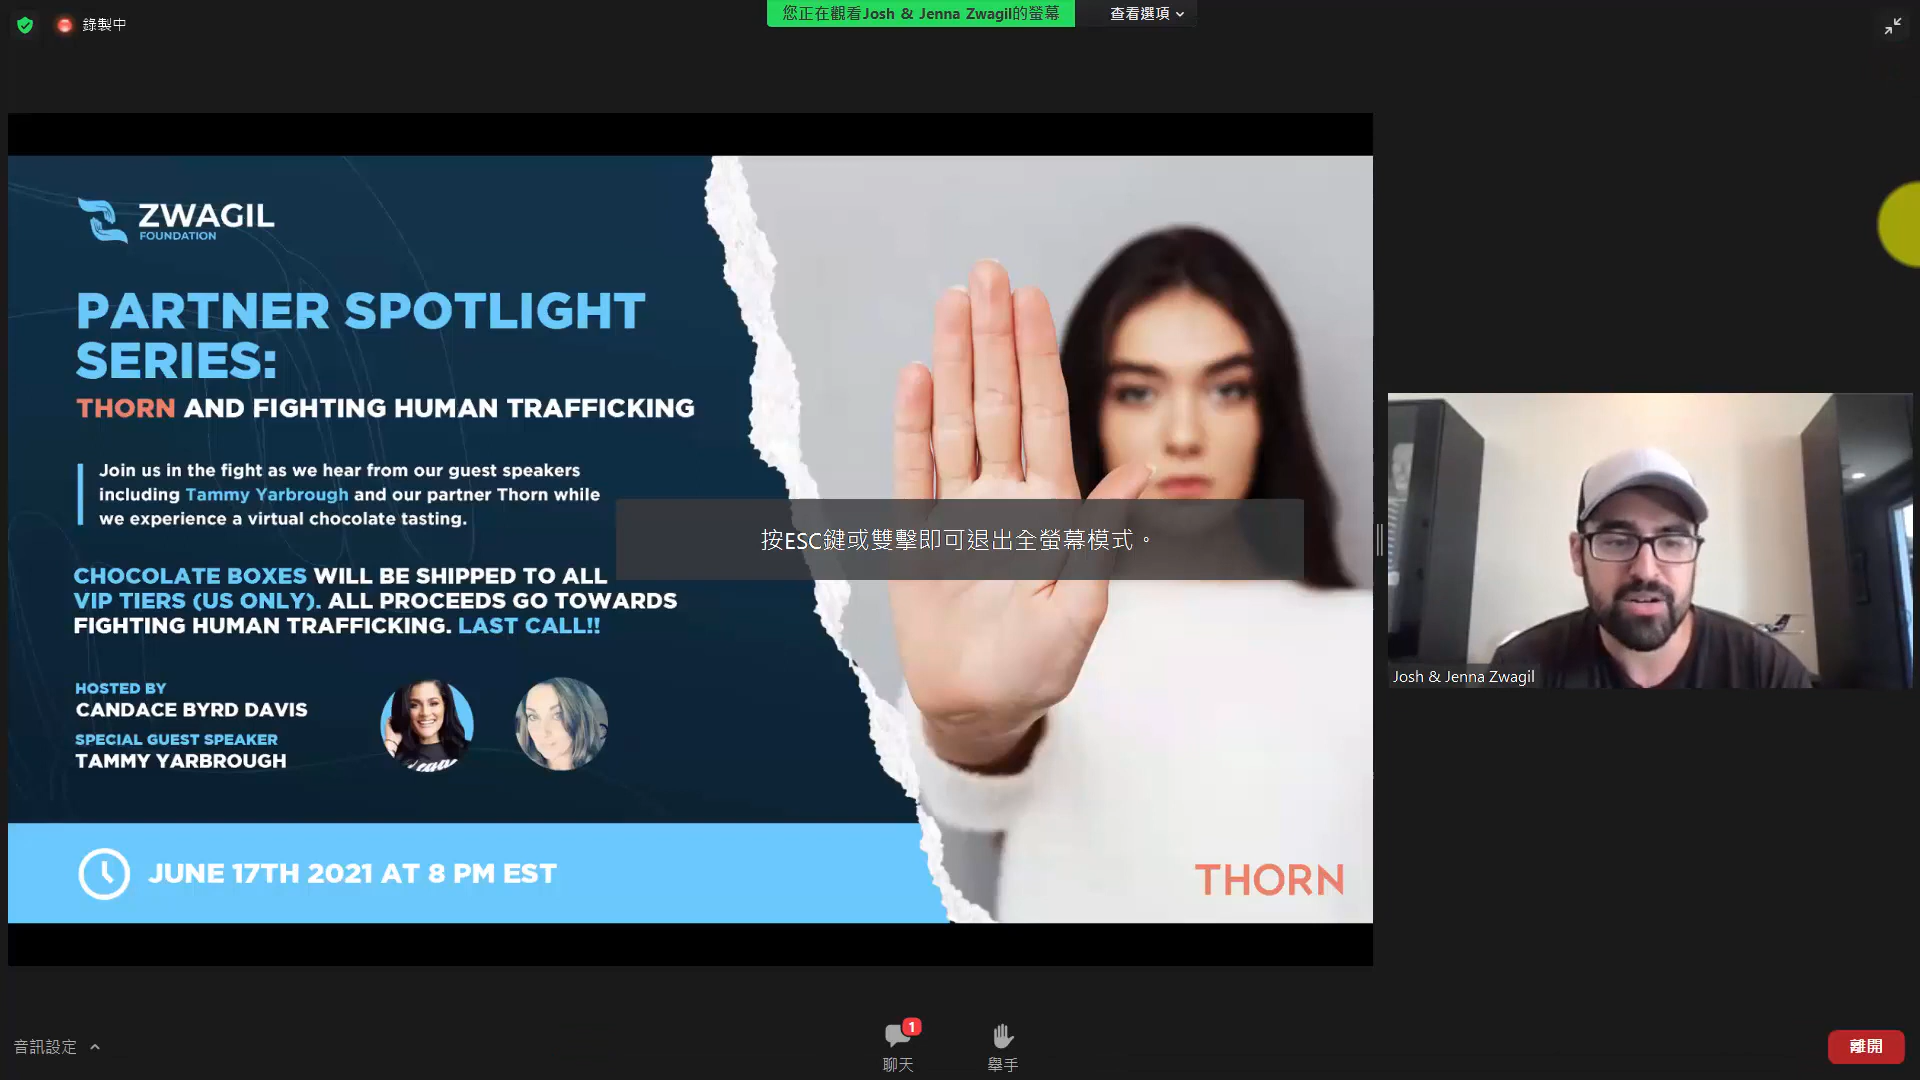 錄製中
您正在觀看Josh & Jenna Zwagil的螢幕
查看選項
ZWAGIL
FOUNDATION
PARTNER SPOTLIGHT
SERIES:
THORN AND FIGHTING HUMAN TRAFFICKING
Join us in the fight as we hear from our guest speakers
including Tammy Yarbrough and our partner Thorn while
we experience a virtual chocolate tasting.
按ESC鍵或雙擊即可退出全螢幕模式。
CHOCOLATE BOXES WILL BE SHIPPED TO ALL
VIP TIERS (US ONLY). ALL PROCEEDS GO TOWARDS
FIGHTING HUMAN TRAFFICKING. LAST CALL!!
HOSTED BY
CANDACE BYRD DAVIS
SPECIAL GUEST SPEAKER
TAMMY YARBROUGH
JUNE 17TH 2021 AT 8 PM EST
THORN
Josh & Jenna Zwagil
音訊設定
1
聊天
舉手
離開